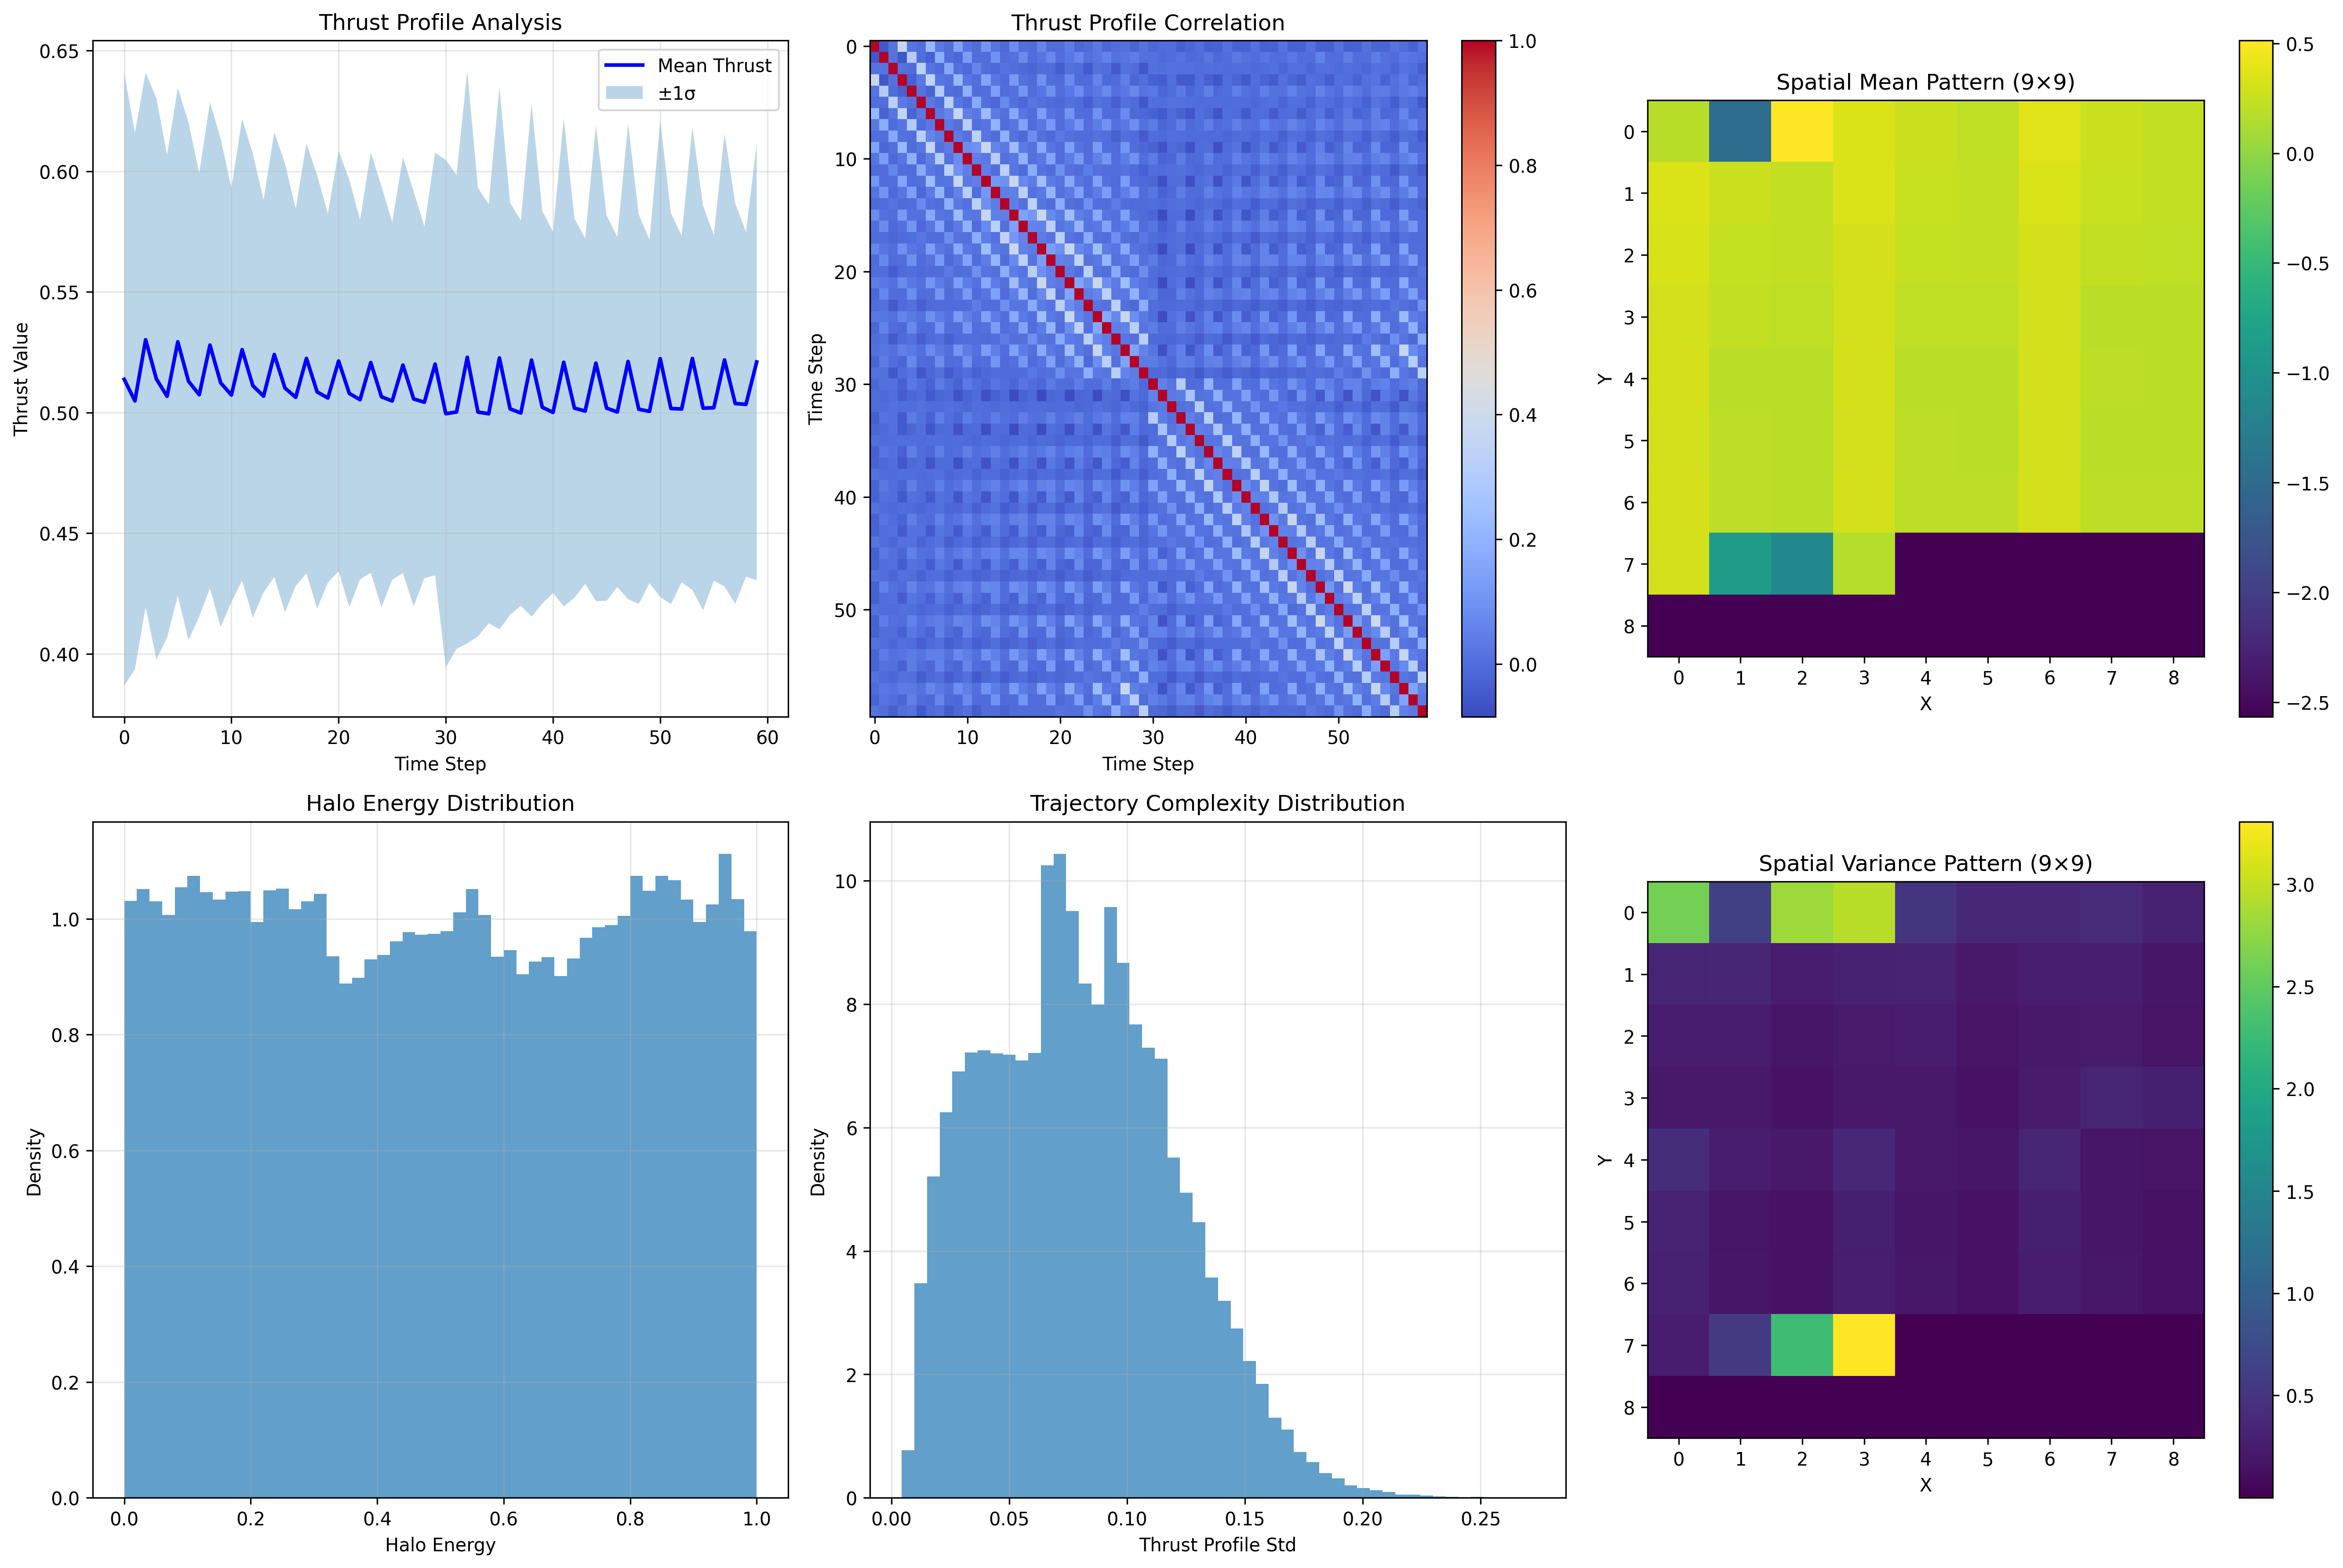 Thrust Profile Analysis
0.65
0.60
0.55
0.50
0.45
0.40
Thrust Value
Mean Thrust
±1σ
0 10 20 30 40 50 60
Time Step
Thrust Profile Correlation
0
10
20
30
40
50
Time Step
0 10 20 30 40 50
Time Step
1.0
0.8
0.6
0.4
0.2
0.0
Spatial Mean Pattern (9×9)
0
1
2
3
4
5
6
7
8
Y
0 1 2 3 4 5 6 7 8
X
0.5
0.0
−0.5
−1.0
−1.5
−2.0
−2.5
Halo Energy Distribution
1.0
0.8
0.6
0.4
0.2
0.0
Density
0.0 0.2 0.4 0.6 0.8 1.0
Halo Energy
Trajectory Complexity Distribution
10
8
6
4
2
0
Density
0.00 0.05 0.10 0.15 0.20 0.25
Thrust Profile Std
Spatial Variance Pattern (9×9)
0
1
2
3
4
5
6
7
8
Y
0 1 2 3 4 5 6 7 8
X
3.0
2.5
2.0
1.5
1.0
0.5